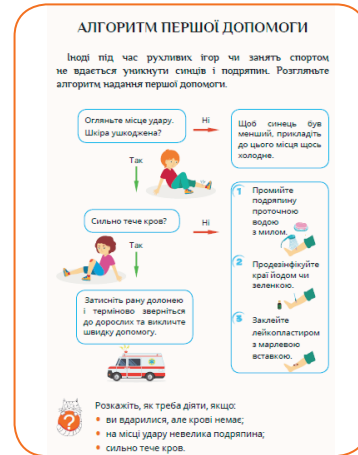 АЛГОРИТМ ПЕРШОЇ ДОПОМОГИ
Іноді під час рухливих ігор чи занять спортом
не вдається уникнути синців і подряпин. Розгляньте
алгоритм надання першої допомоги.
Огляньте місце удару.
Шкіра ушкоджена?
Ні
Щоб синець був
менший, прикладіть
до цього місця щось
холодне.
Так
Сильно тече кров?
Ні
1 Промийте
подряпину
проточною
водою
з милом.
Так
2 Продезінфікуйте
краї йодом чи
зеленкою.
Затисніть рану долонею
і терміново зверніться
до дорослих та викличте
швидку допомогу.
3 Заклейте
лейкопластиром
з марлевою
вставкою.
?
Розкажіть, як треба діяти, якщо:
• ви вдарилися, але крові немає;
• на місці удару невелика подряпина;
• сильно тече кров.